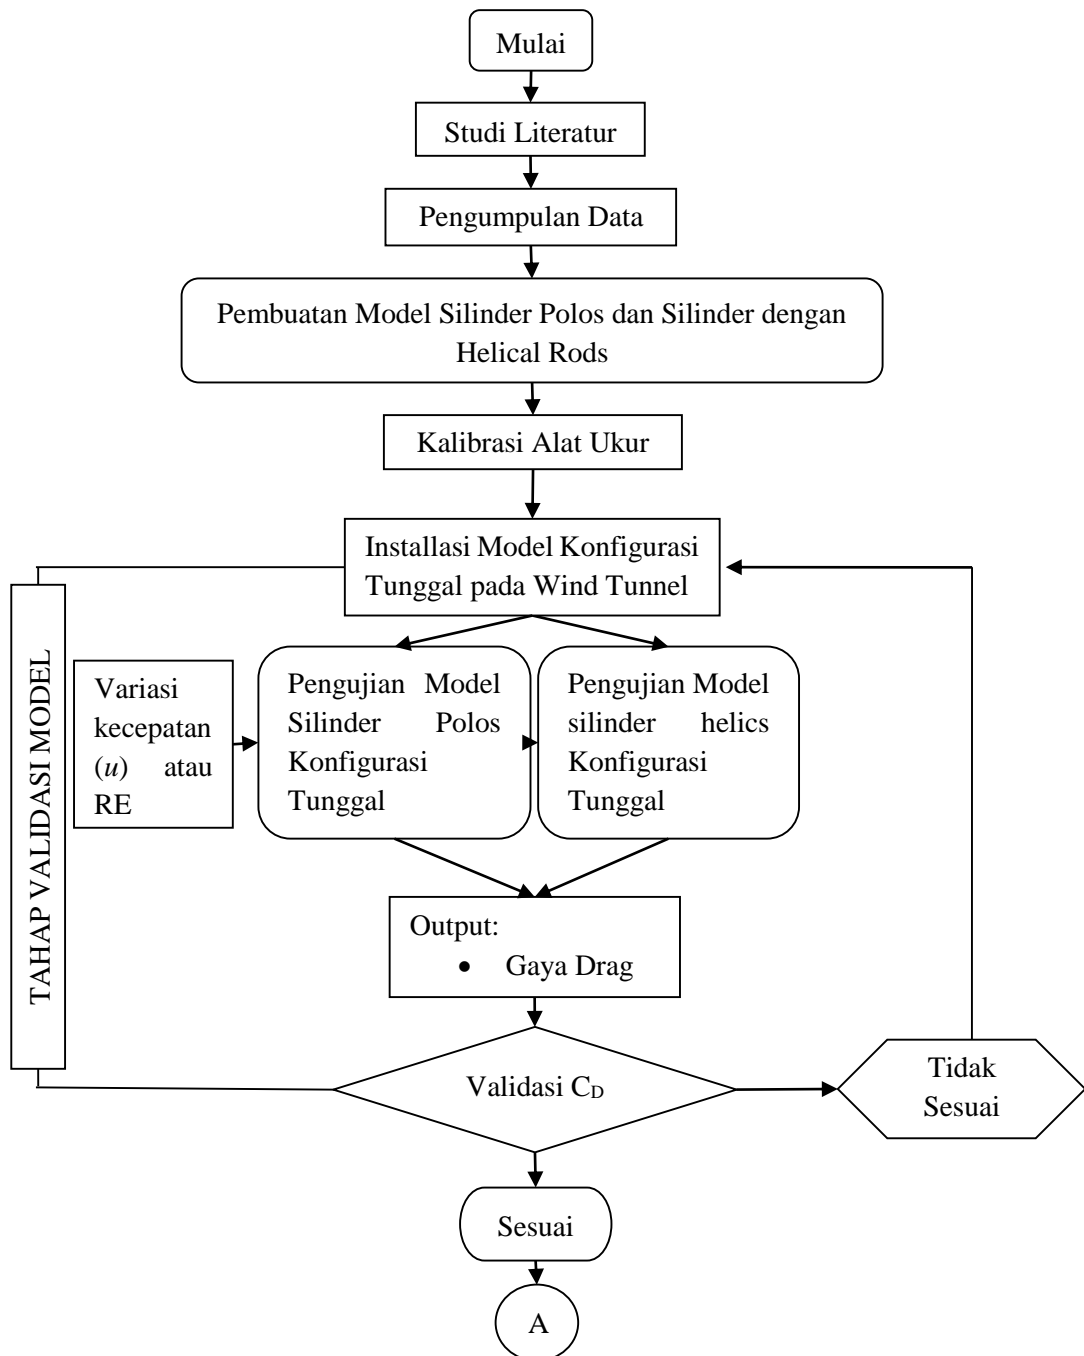 Mulai
Studi Literatur
Pengumpulan Data
Pembuatan Model Silinder Polos dan Silinder dengan
Helical Rods
Kalibrasi Alat Ukur
Installasi Model Konfigurasi
Tunggal pada Wind Tunnel
TAHAP VALIDASI MODEL
Variasi
kecepatan
(u) atau
RE
Pengujian Model
Silinder Polos
Konfigurasi
Tunggal
Pengujian Model
silinder helics
Konfigurasi
Tunggal
Output:
• Gaya Drag
Validasi CD
Tidak
Sesuai
Sesuai
A